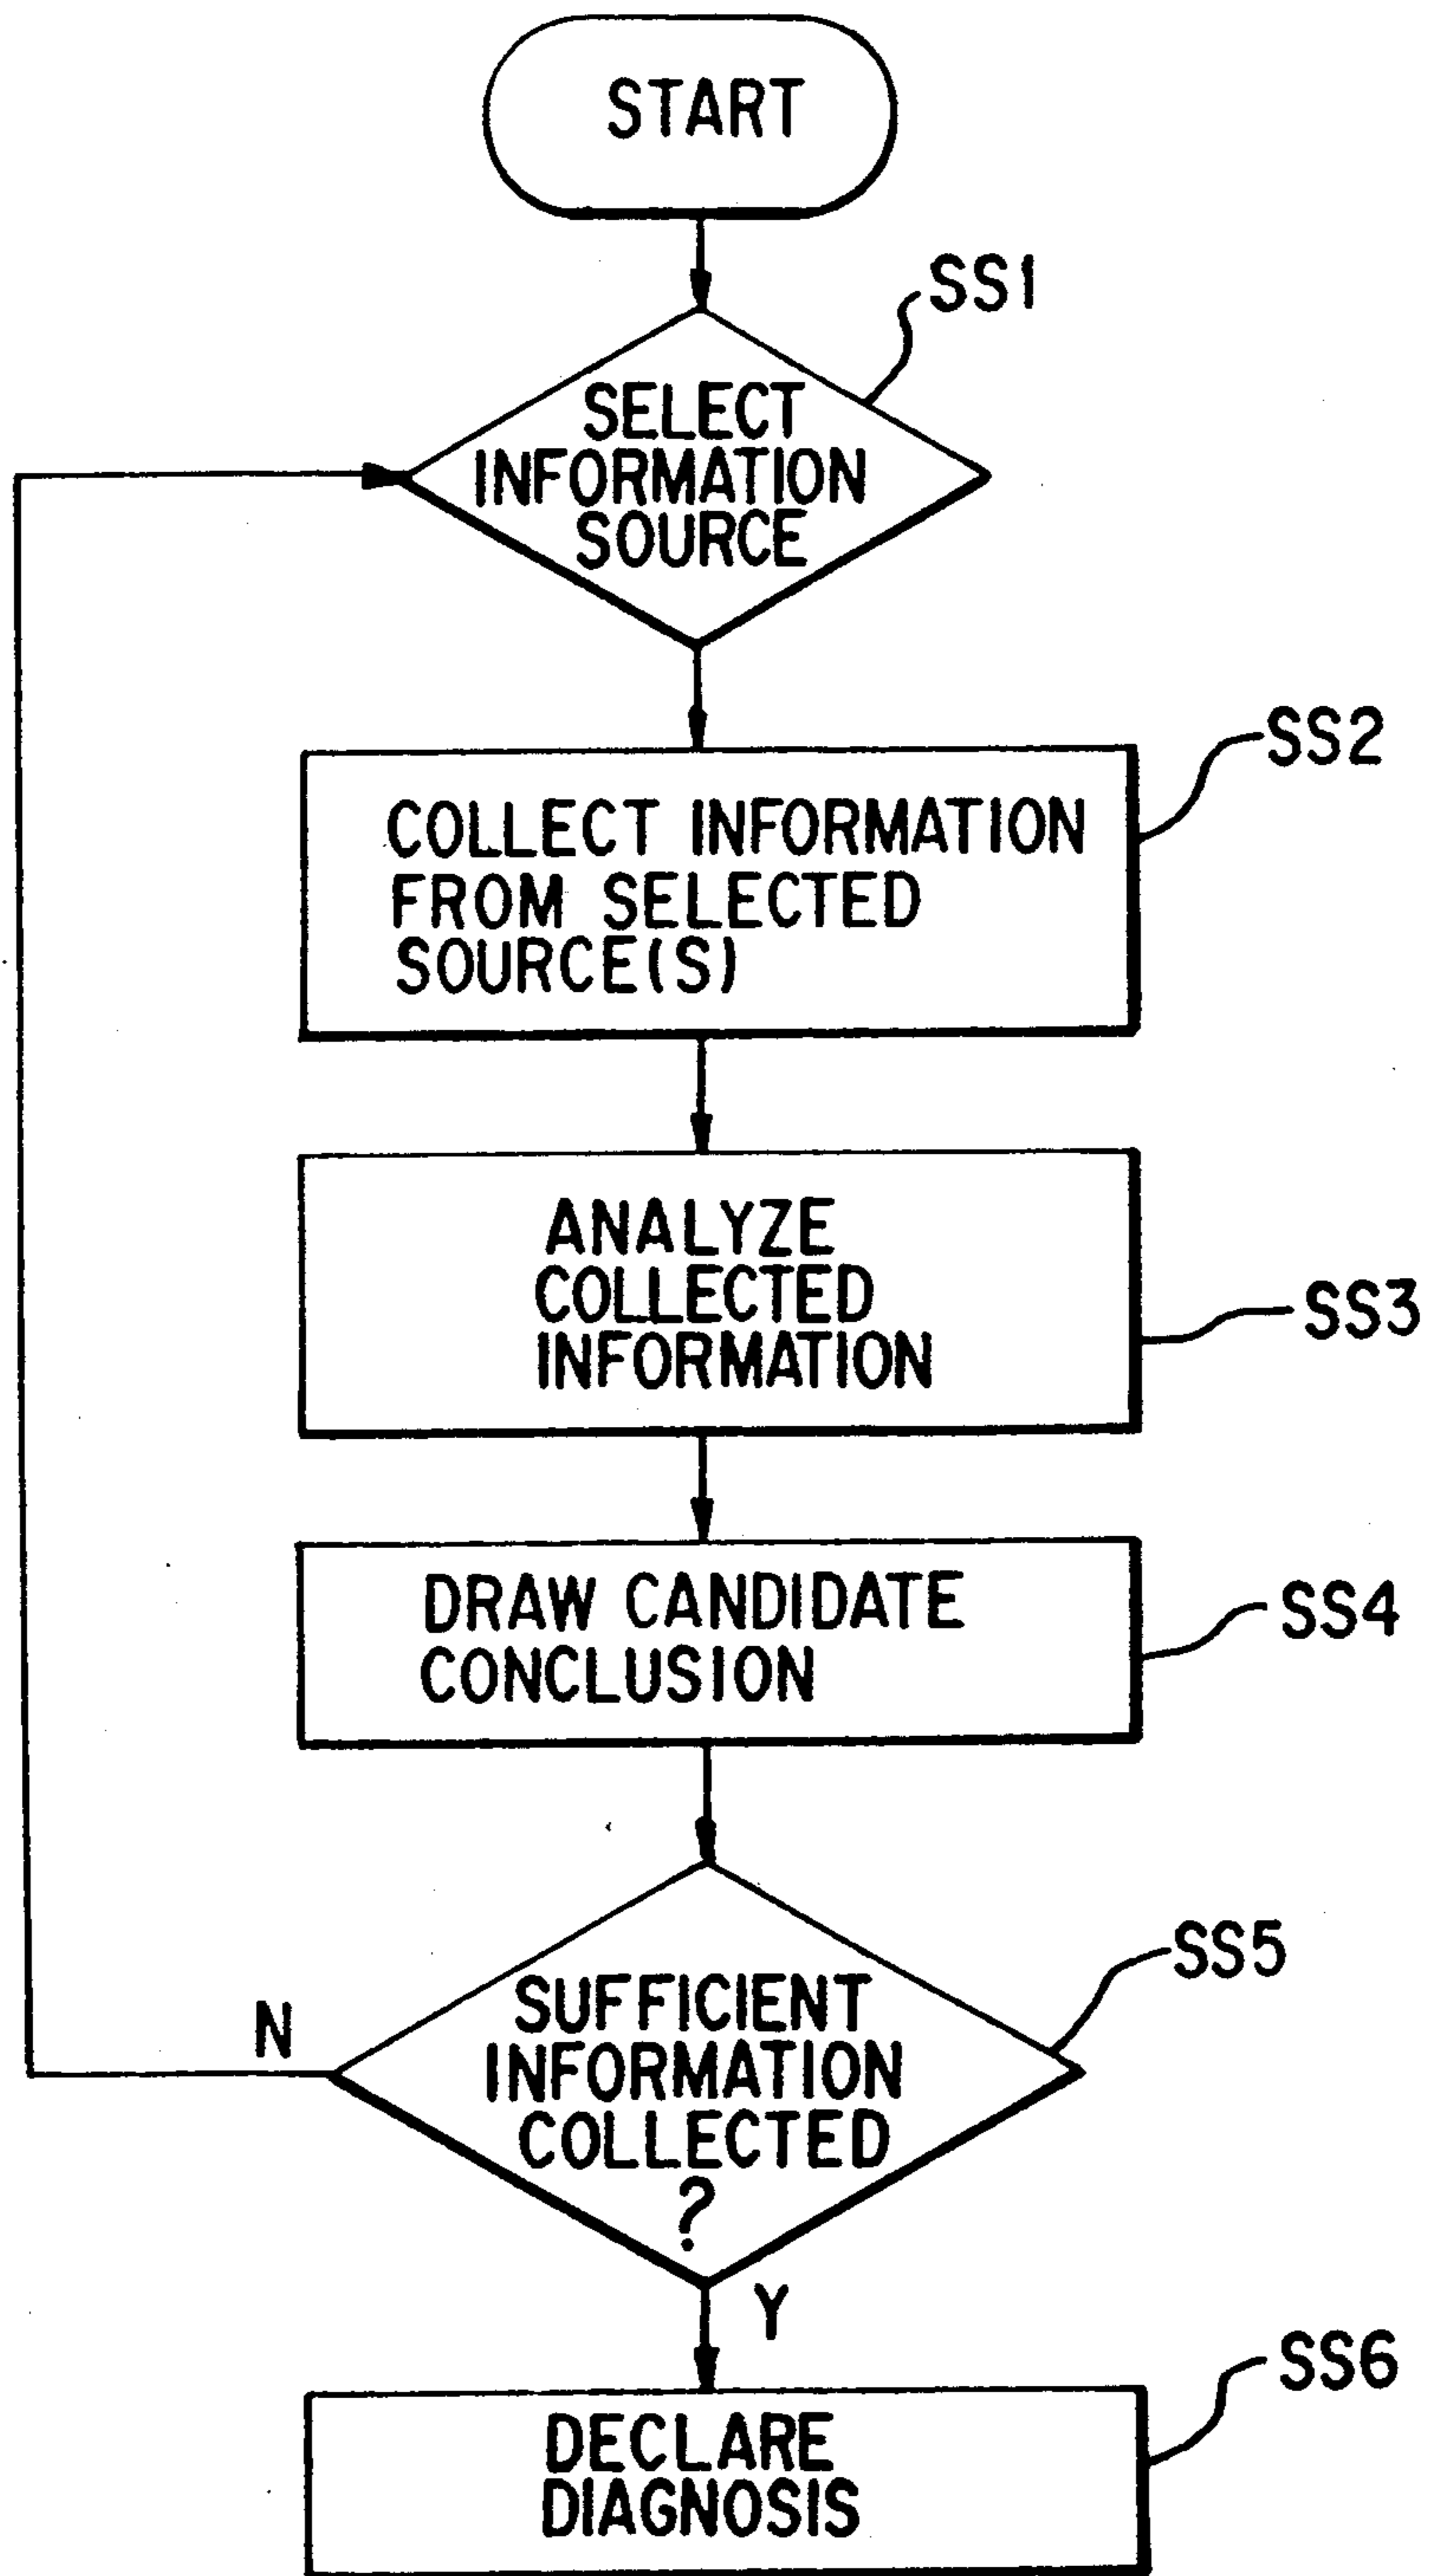 START
SS1
SELECT
INFORMATION
SOURCE
SS2
COLLECT INFORMATION
FROM SELECTED
SOURCE(S)
ANALYZE
COLLECTED
INFORMATION
SS3
DRAW CANDIDATE
CONCLUSION
SS4
SS5
SUFFICIENT
INFORMATION
COLLECTED
?
N
Y
SS6
DECLARE
DIAGNOSIS